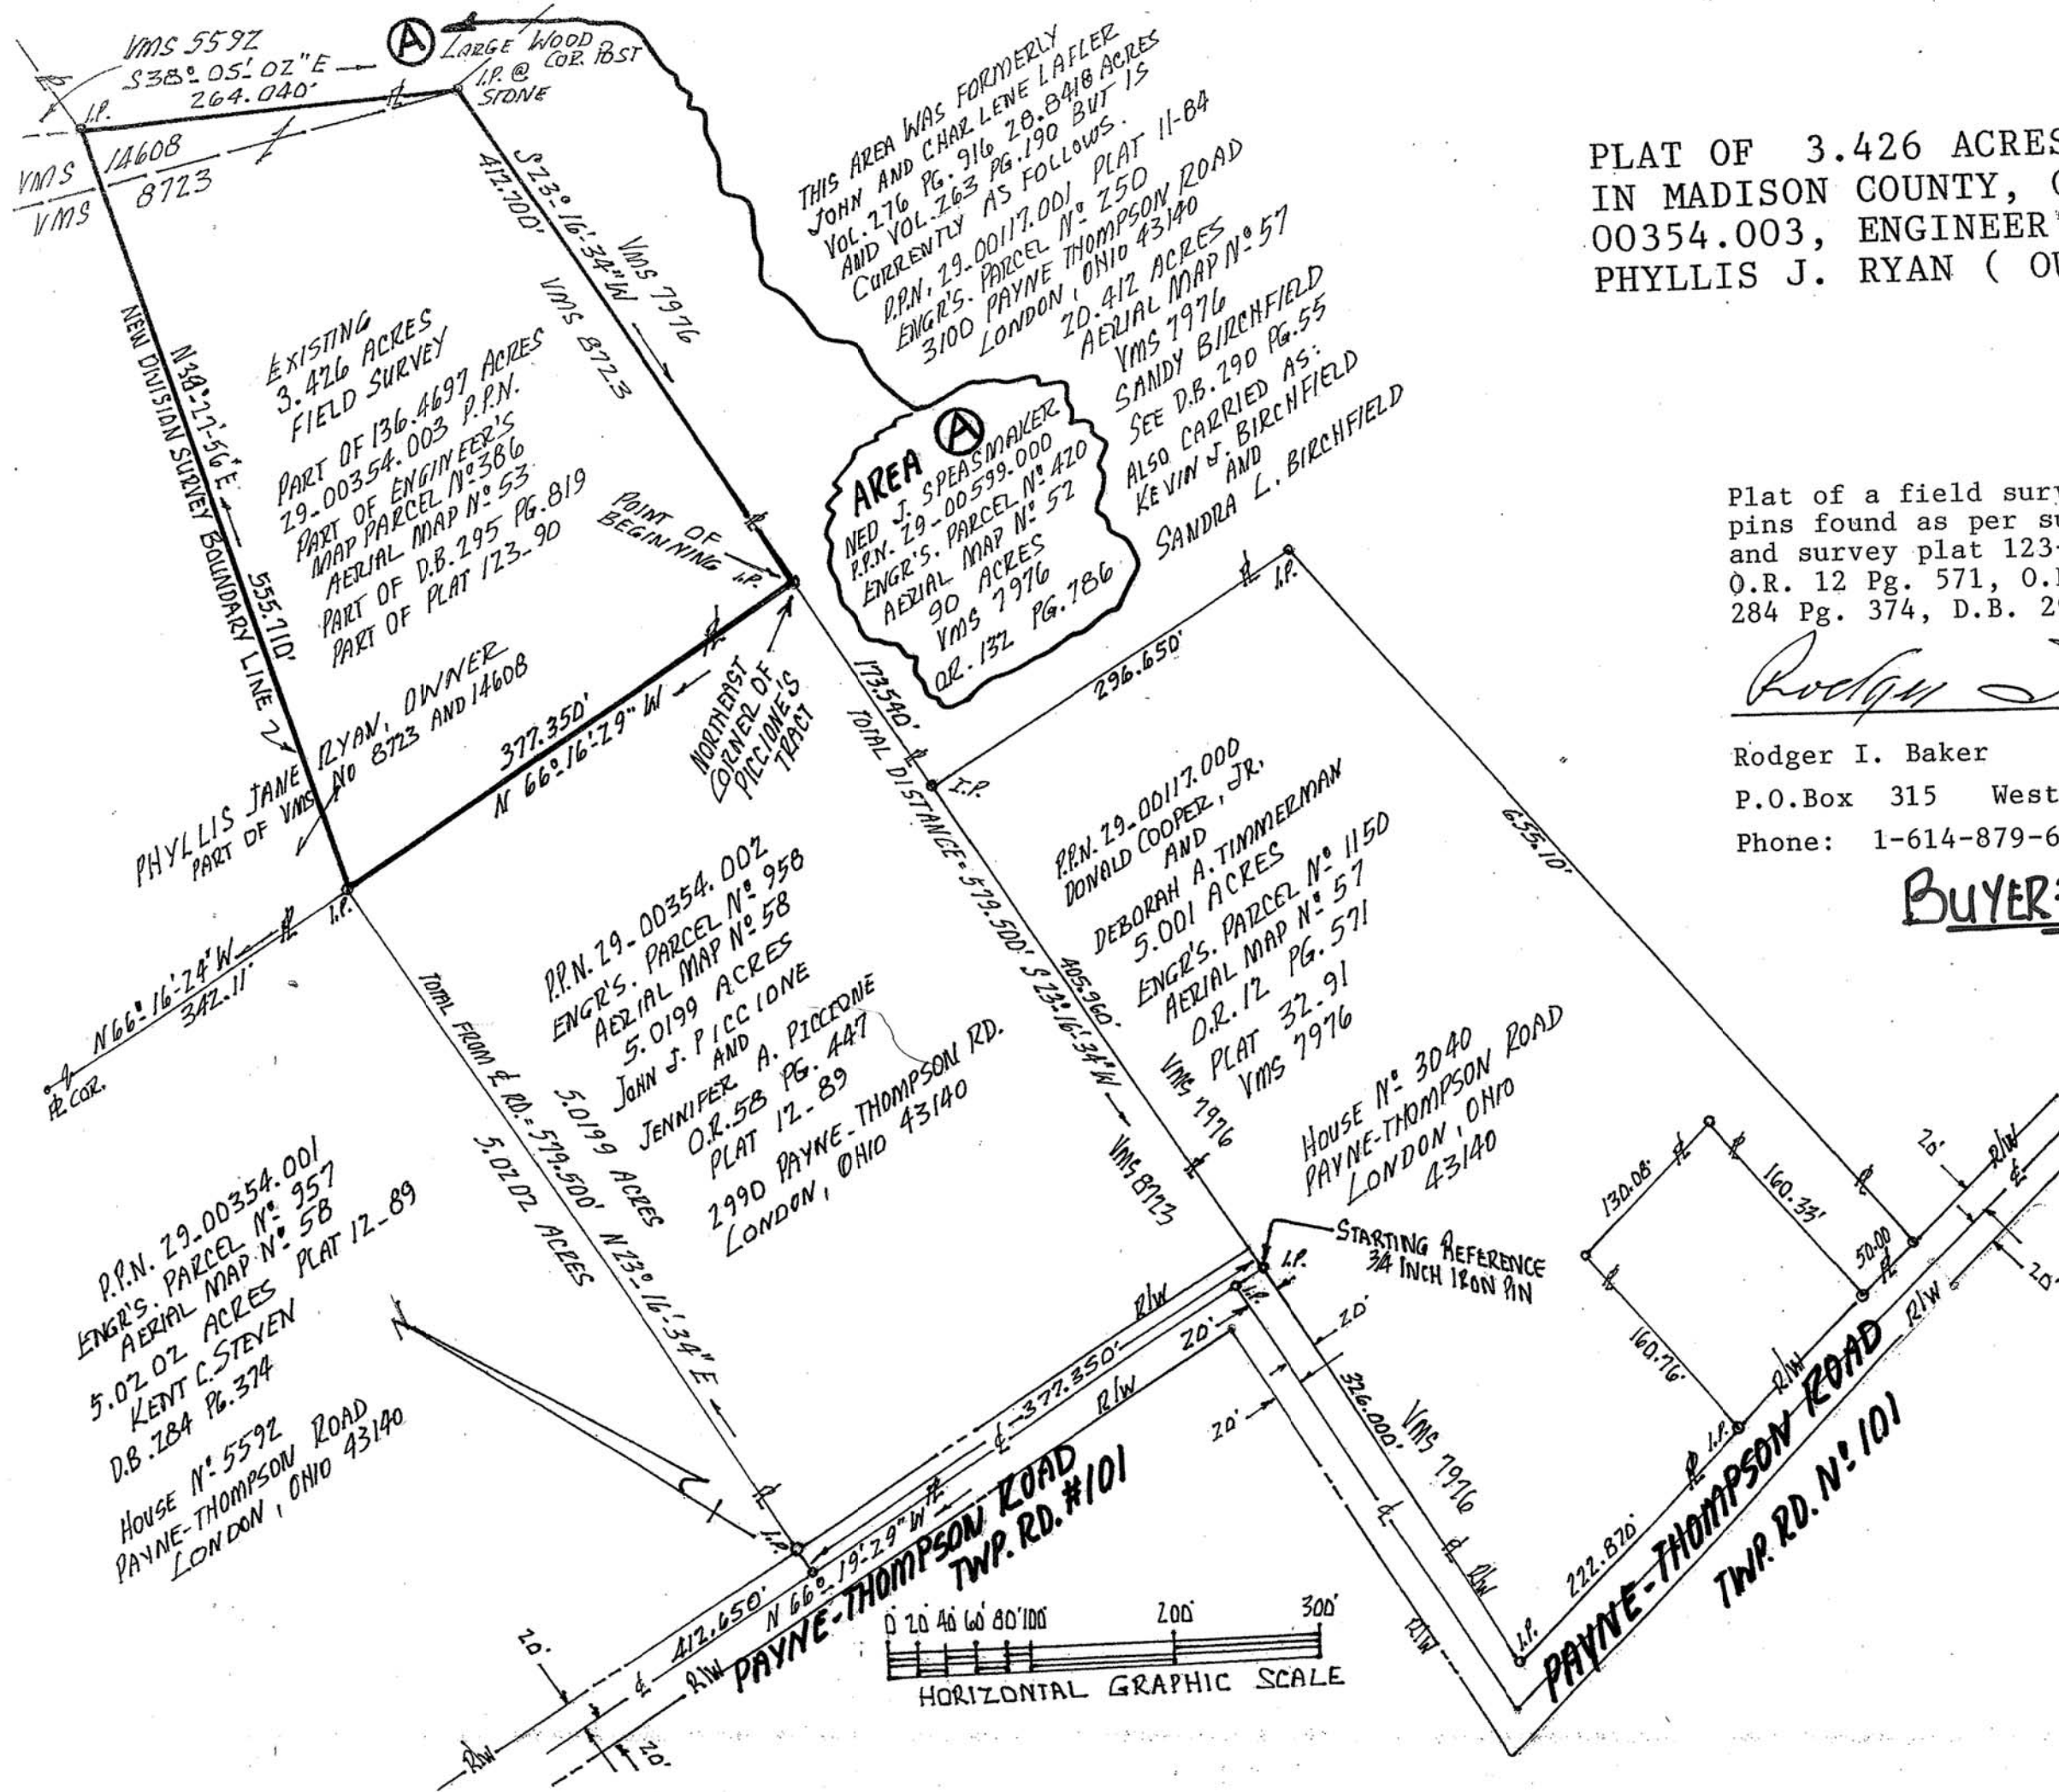 VMS 5592
S38º 05' 02" E
264.040'
A
LARGE WOOD
COR. POST
I.P. @
STONE
I.P.
VMS 14608
VMS 8723
S23º-16'-34"W
412.700'
VMS 7976
VMS 8723
NEW DIVISION SURVEY BOUNDARY LINE
N38º-27'-56"E
555.710'
EXISTING
3.426 ACRES
FIELD SURVEY
PART OF 136.4697 ACRES
29-00354.003 P.P.N.
PART OF ENGINEER'S
MAP PARCEL Nº 386
AERIAL MAP Nº 53
PART OF D.B. 295 PG. 819
PART OF PLAT 123-90
POINT OF
BEGINNING
I.P.
PHYLLIS JANE RYAN, OWNER
PART OF VMS NO 8723 AND 14608
377.350'
N 66º-16'-29" W
NORTHEAST
CORNER OF
PICCIONE'S
TRACT
THIS AREA WAS FORMERLY
JOHN AND CHARLENE LAFLER
VOL. 276 PG. 916 28.8418 ACRES
AND VOL. 263 PG. 190 BUT IS
CURRENTLY AS FOLLOWS.
P.P.N. 29-00117.001 PLAT 11-84
ENGR'S. PARCEL Nº 250
3100 PAYNE THOMPSON ROAD
LONDON, OHIO 43140
20.412 ACRES
AERIAL MAP Nº 57
VMS 7976
SANDY BIRCHFIELD
SEE D.B. 290 PG. 55
ALSO CARRIED AS:
KEVIN J. BIRCHFIELD
AND
SANDRA L. BIRCHFIELD
AREA A
NED J. SPEASMAKER
P.P.N. 29-00599.000
ENGR'S. PARCEL Nº 420
AERIAL MAP Nº 52
90 ACRES
VMS 7976
O.R. 132 PG. 786
PLAT OF 3.426 ACRES
IN MADISON COUNTY,
00354.003, ENGINEER'
PHYLLIS J. RYAN (
Plat of a field
pins found as per
and survey plat 123-
O.R. 12 Pg. 571,
284 Pg. 374, D.B.
Rodger I. Baker
P.O.Box 315 West
Phone: 1-614-879-6
BUYER:
173.540'
TOTAL DISTANCE = 579.500' S 23º-16'-34"W
405.960'
296.650'
I.P.
I.P.
655.10'
P.P.N. 29-00117.000
DONALD COOPER, JR.
AND
DEBORAH A. TIMMERMAN
5.001 ACRES
ENGR'S. PARCEL Nº 1150
AERIAL MAP Nº 57
O.R. 12 PG. 571
PLAT 32-91
VMS 7976
VMS 7976
VMS 8723
HOUSE Nº 3040
PAYNE-THOMPSON ROAD
LONDON, OHIO
43140
P.P.N. 29-00354.002
ENGR'S. PARCEL Nº 958
AERIAL MAP Nº 58
5.0199 ACRES
JOHN J. PICCIONE
AND
JENNIFER A. PICCIONE
O.R. 58 PG. 447
PLAT 12-89
2990 PAYNE-THOMPSON RD.
LONDON, OHIO 43140
I.P.
N66º-16'-24"W
342.11'
PL COR.
TOTAL FROM ℄ RD. = 579.500' N23º-16'-34" E
5.0199 ACRES
5.0202 ACRES
P.P.N. 29-00354.001
ENGR'S. PARCEL Nº 957
AERIAL MAP Nº 58
5.0202 ACRES PLAT 12-89
KENT C. STEVEN
D.B. 284 PG. 374
HOUSE Nº 5592
PAYNE-THOMPSON ROAD
LONDON, OHIO 43140
STARTING REFERENCE
3/4 INCH IRON PIN
I.P.
I.P.
R/W
20'
20'
20'
℄ 377.350'
R/W
326.000'
VMS 7976
℄
PL
R/W
R/W
130.08'
160.33'
160.76'
50.00
I.P.
222.870'
I.P.
R/W
R/W
R/W
℄
20'
20'
PAYNE-THOMPSON ROAD
TWP. RD. Nº 101
I.P.
N 66º-19'-29" W
412.650'
PAYNE-THOMPSON ROAD
TWP. RD. #101
20'
℄
R/W
R/W
20'
0 20' 40' 60' 80' 100' 200' 300'
HORIZONTAL GRAPHIC SCALE